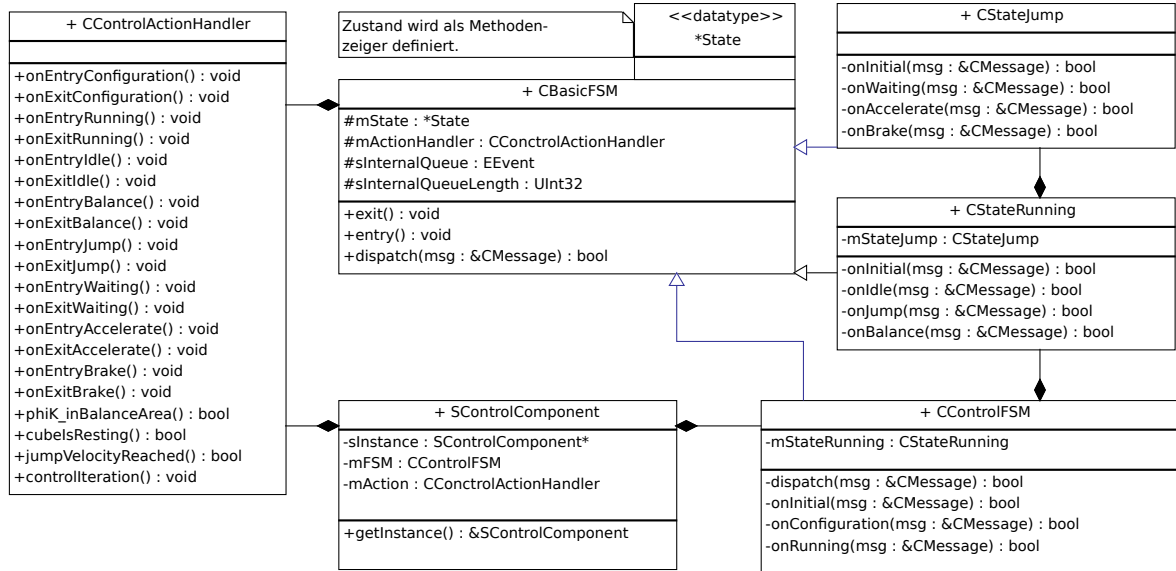 + CControlActionHandler
+onEntryConfiguration() : void
+onExitConfiguration() : void
+onEntryRunning() : void
+onExitRunning() : void
+onEntryIdle() : void
+onExitIdle() : void
+onEntryBalance() : void
+onExitBalance() : void
+onEntryJump() : void
+onExitJump() : void
+onEntryWaiting() : void
+onExitWaiting() : void
+onEntryAccelerate() : void
+onExitAccelerate() : void
+onEntryBrake() : void
+onExitBrake() : void
+phiK_inBalanceArea() : bool
+cubeIsResting() : bool
+jumpVelocityReached() : bool
+controlIteration() : void
Zustand wird als Methoden-
zeiger definiert.
<<datatype>>
*State
+ CBasicFSM
#mState : *State
#mActionHandler : CConctrolActionHandler
#sInternalQueue : EEvent
#sInternalQueueLength : UInt32
+exit() : void
+entry() : void
+dispatch(msg : &CMessage) : bool
+ SControlComponent
-sInstance : SControlComponent*
-mFSM : CControlFSM
-mAction : CConctrolActionHandler
+getInstance() : &SControlComponent
+ CStateJump
-onInitial(msg : &CMessage) : bool
-onWaiting(msg : &CMessage) : bool
-onAccelerate(msg : &CMessage) : bool
-onBrake(msg : &CMessage) : bool
+ CStateRunning
-mStateJump : CStateJump
-onInitial(msg : &CMessage) : bool
-onIdle(msg : &CMessage) : bool
-onJump(msg : &CMessage) : bool
-onBalance(msg : &CMessage) : bool
+ CControlFSM
-mStateRunning : CStateRunning
-dispatch(msg : &CMessage) : bool
-onInitial(msg : &CMessage) : bool
-onConfiguration(msg : &CMessage) : bool
-onRunning(msg : &CMessage) : bool